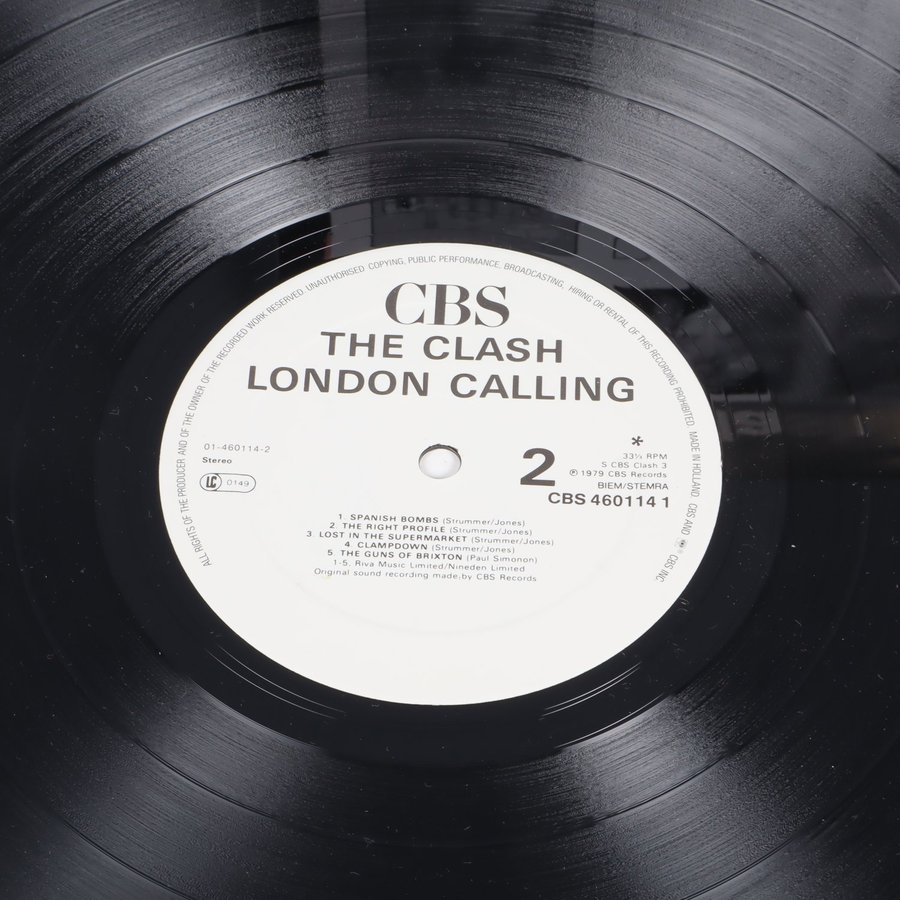 ALL RIGHTS OF THE PRODUCER AND OF THE OWNER OF THE RECORDED WORK RESERVED. UNAUTHORISED COPYING, PUBLIC PERFORMANCE, BROADCASTING, HIRING OR RENTAL OF THIS RECORDING PROHIBITED. MADE IN HOLLAND. CBS AND CBS INC.
CBS
THE CLASH
LONDON CALLING
01-460114-2
Stereo
LC 0149
2
*
33⅓ RPM
S CBS Clash 3
℗ 1979 CBS Records
BIEM/STEMRA
CBS 460114 1
1. SPANISH BOMBS (Strummer/Jones)
2. THE RIGHT PROFILE (Strummer/Jones)
3. LOST IN THE SUPERMARKET (Strummer/Jones)
4. CLAMPDOWN (Strummer/Jones)
5. THE GUNS OF BRIXTON (Paul Simonon)
1-5. Riva Music Limited/Nineden Limited
Original sound recording made by CBS Records